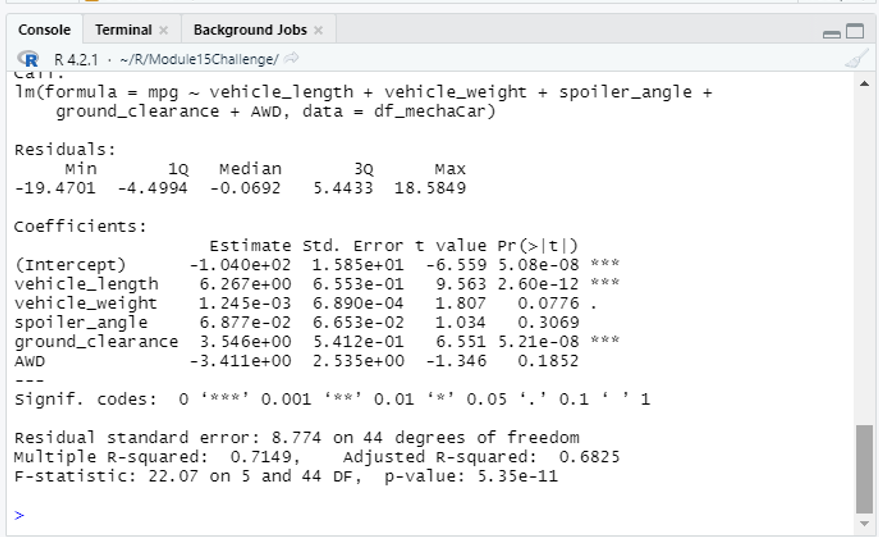 Console Terminal × Background Jobs ×
R R 4.2.1 · ~/R/Module15Challenge/
Call:
lm(formula = mpg ~ vehicle_length + vehicle_weight + spoiler_angle +
    ground_clearance + AWD, data = df_mechaCar)
Residuals:
     Min       1Q   Median       3Q      Max
-19.4701  -4.4994  -0.0692   5.4433  18.5849
Coefficients:
                   Estimate Std. Error t value Pr(>|t|)
(Intercept)      -1.040e+02  1.585e+01  -6.559 5.08e-08 ***
vehicle_length    6.267e+00  6.553e-01   9.563 2.60e-12 ***
vehicle_weight    1.245e-03  6.890e-04   1.807   0.0776 .
spoiler_angle     6.877e-02  6.653e-02   1.034   0.3069
ground_clearance  3.546e+00  5.412e-01   6.551 5.21e-08 ***
AWD              -3.411e+00  2.535e+00  -1.346   0.1852
---
Signif. codes:  0 ‘***’ 0.001 ‘**’ 0.01 ‘*’ 0.05 ‘.’ 0.1 ‘ ’ 1
Residual standard error: 8.774 on 44 degrees of freedom
Multiple R-squared:  0.7149,    Adjusted R-squared:  0.6825
F-statistic: 22.07 on 5 and 44 DF,  p-value: 5.35e-11
>